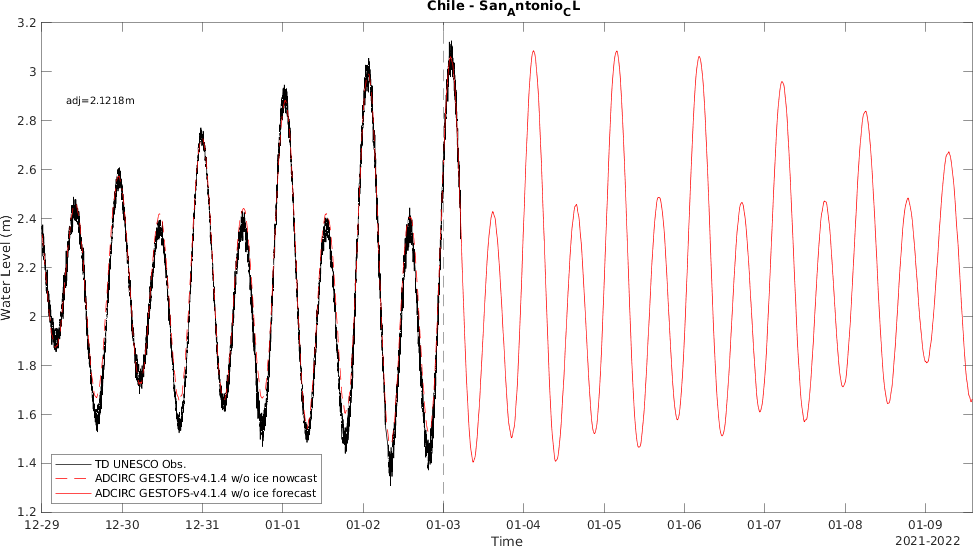 Chile - SanAntonioCL
3.2
3
2.8
2.6
2.4
2.2
2
1.8
1.6
1.4
1.2
Water Level (m)
adj=2.1218m
TD UNESCO Obs.
ADCIRC GESTOFS-v4.1.4 w/o ice nowcast
ADCIRC GESTOFS-v4.1.4 w/o ice forecast
12-29 12-30 12-31 01-01 01-02 01-03 01-04 01-05 01-06 01-07 01-08 01-09
Time
2021-2022